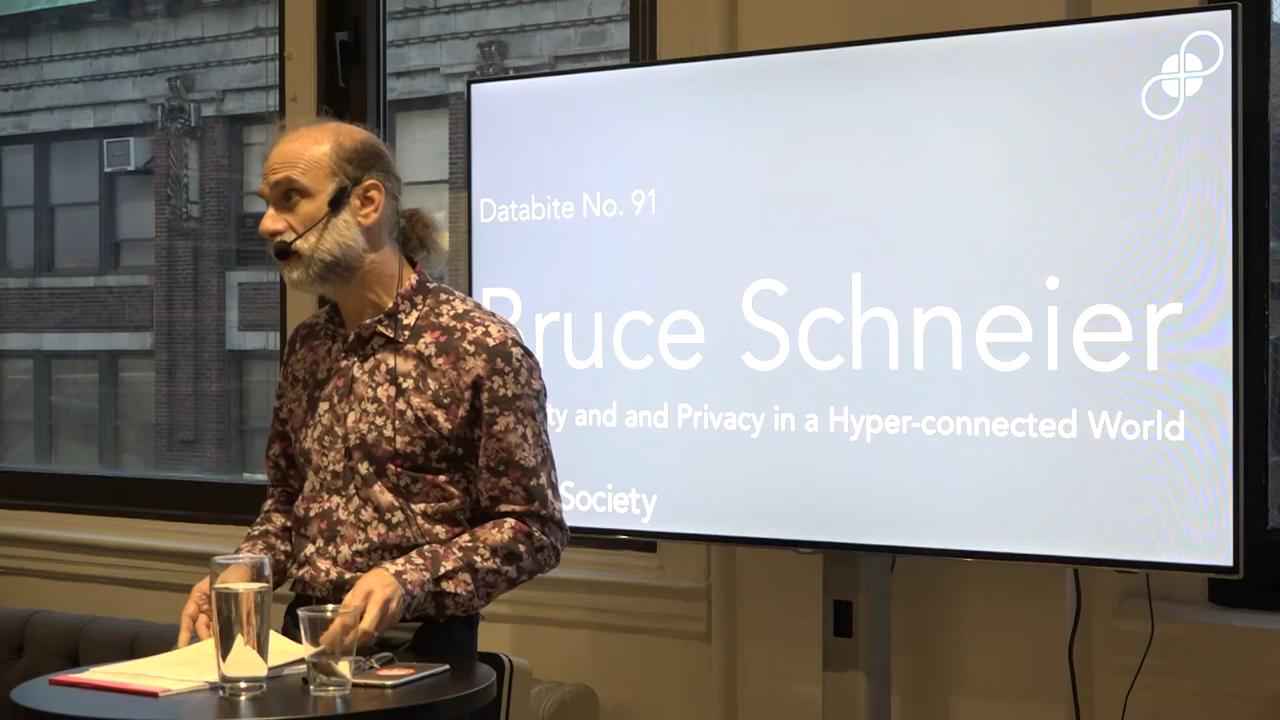 Databite No. 91
Bruce Schneier
ty and and Privacy in a Hyper-connected World
Society